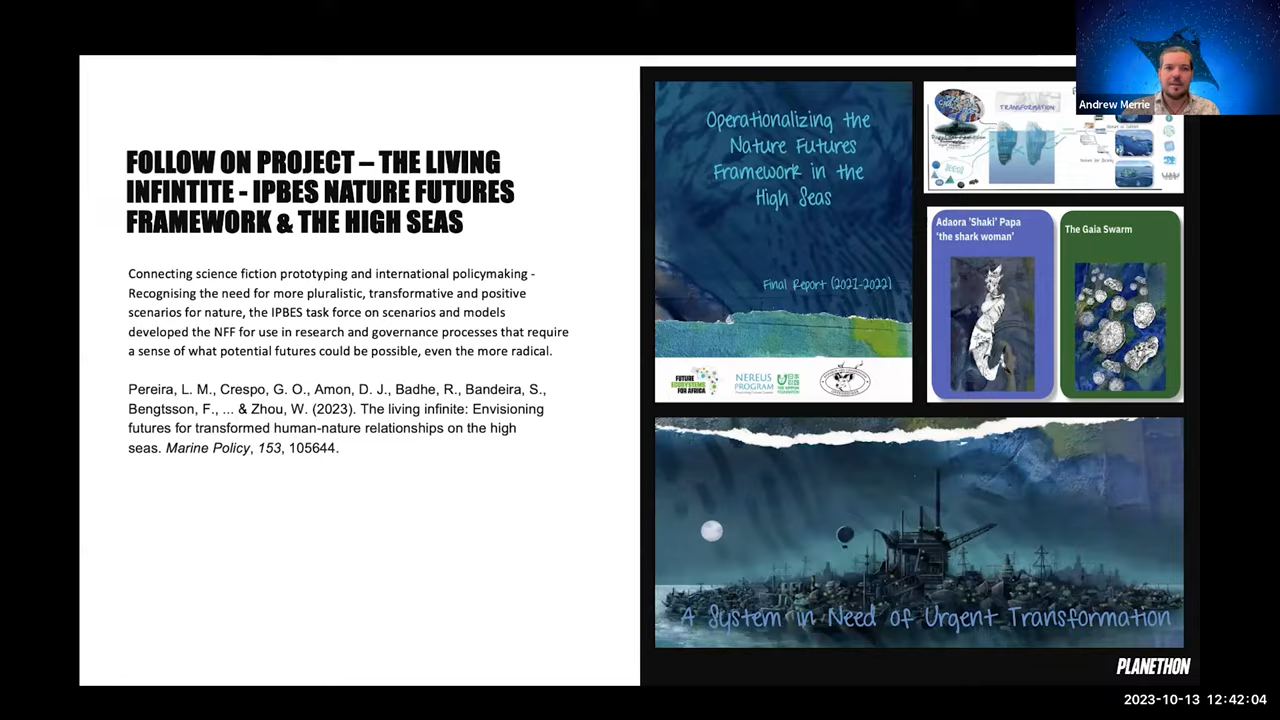 FOLLOW ON PROJECT – THE LIVING
INFINTITE - IPBES NATURE FUTURES
FRAMEWORK & THE HIGH SEAS
Connecting science fiction prototyping and international policymaking -
Recognising the need for more pluralistic, transformative and positive
scenarios for nature, the IPBES task force on scenarios and models
developed the NFF for use in research and governance processes that require
a sense of what potential futures could be possible, even the more radical.
Pereira, L. M., Crespo, G. O., Amon, D. J., Badhe, R., Bandeira, S.,
Bengtsson, F., ... & Zhou, W. (2023). The living infinite: Envisioning
futures for transformed human-nature relationships on the high
seas. Marine Policy, 153, 105644.
Operationalizing the
Nature Futures
Framework in the
High Seas
Final Report (2021-2022)
FUTURE
ECOSYSTEMS
FOR AFRICA
NEREUS
PROGRAM
TRANSFORMATION
Andrew Merrie
Adaora 'Shaki' Papa
'the shark woman'
The Gaia Swarm
A System in Need of Urgent Transformation
PLANETHON
2023-10-13 12:42:04